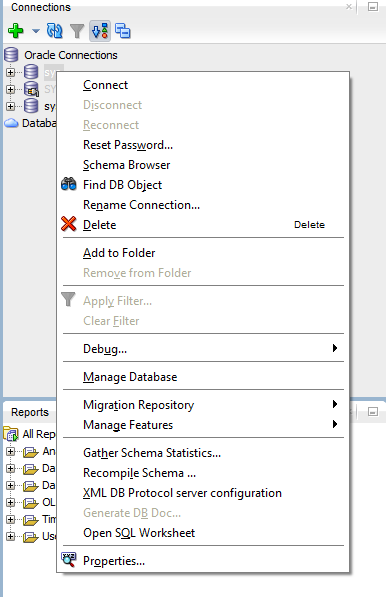 Connections
Oracle Connections
sy
SY
sy
Databa
Connect
Disconnect
Reconnect
Reset Password...
Schema Browser
Find DB Object
Rename Connection...
Delete Delete
Add to Folder
Remove from Folder
Apply Filter...
Clear Filter
Debug...
Manage Database
Migration Repository
Manage Features
Gather Schema Statistics...
Recompile Schema ...
XML DB Protocol server configuration
Generate DB Doc...
Open SQL Worksheet
Properties...
Reports
All Repo
Ana
Data
Data
OL
Tim
Use